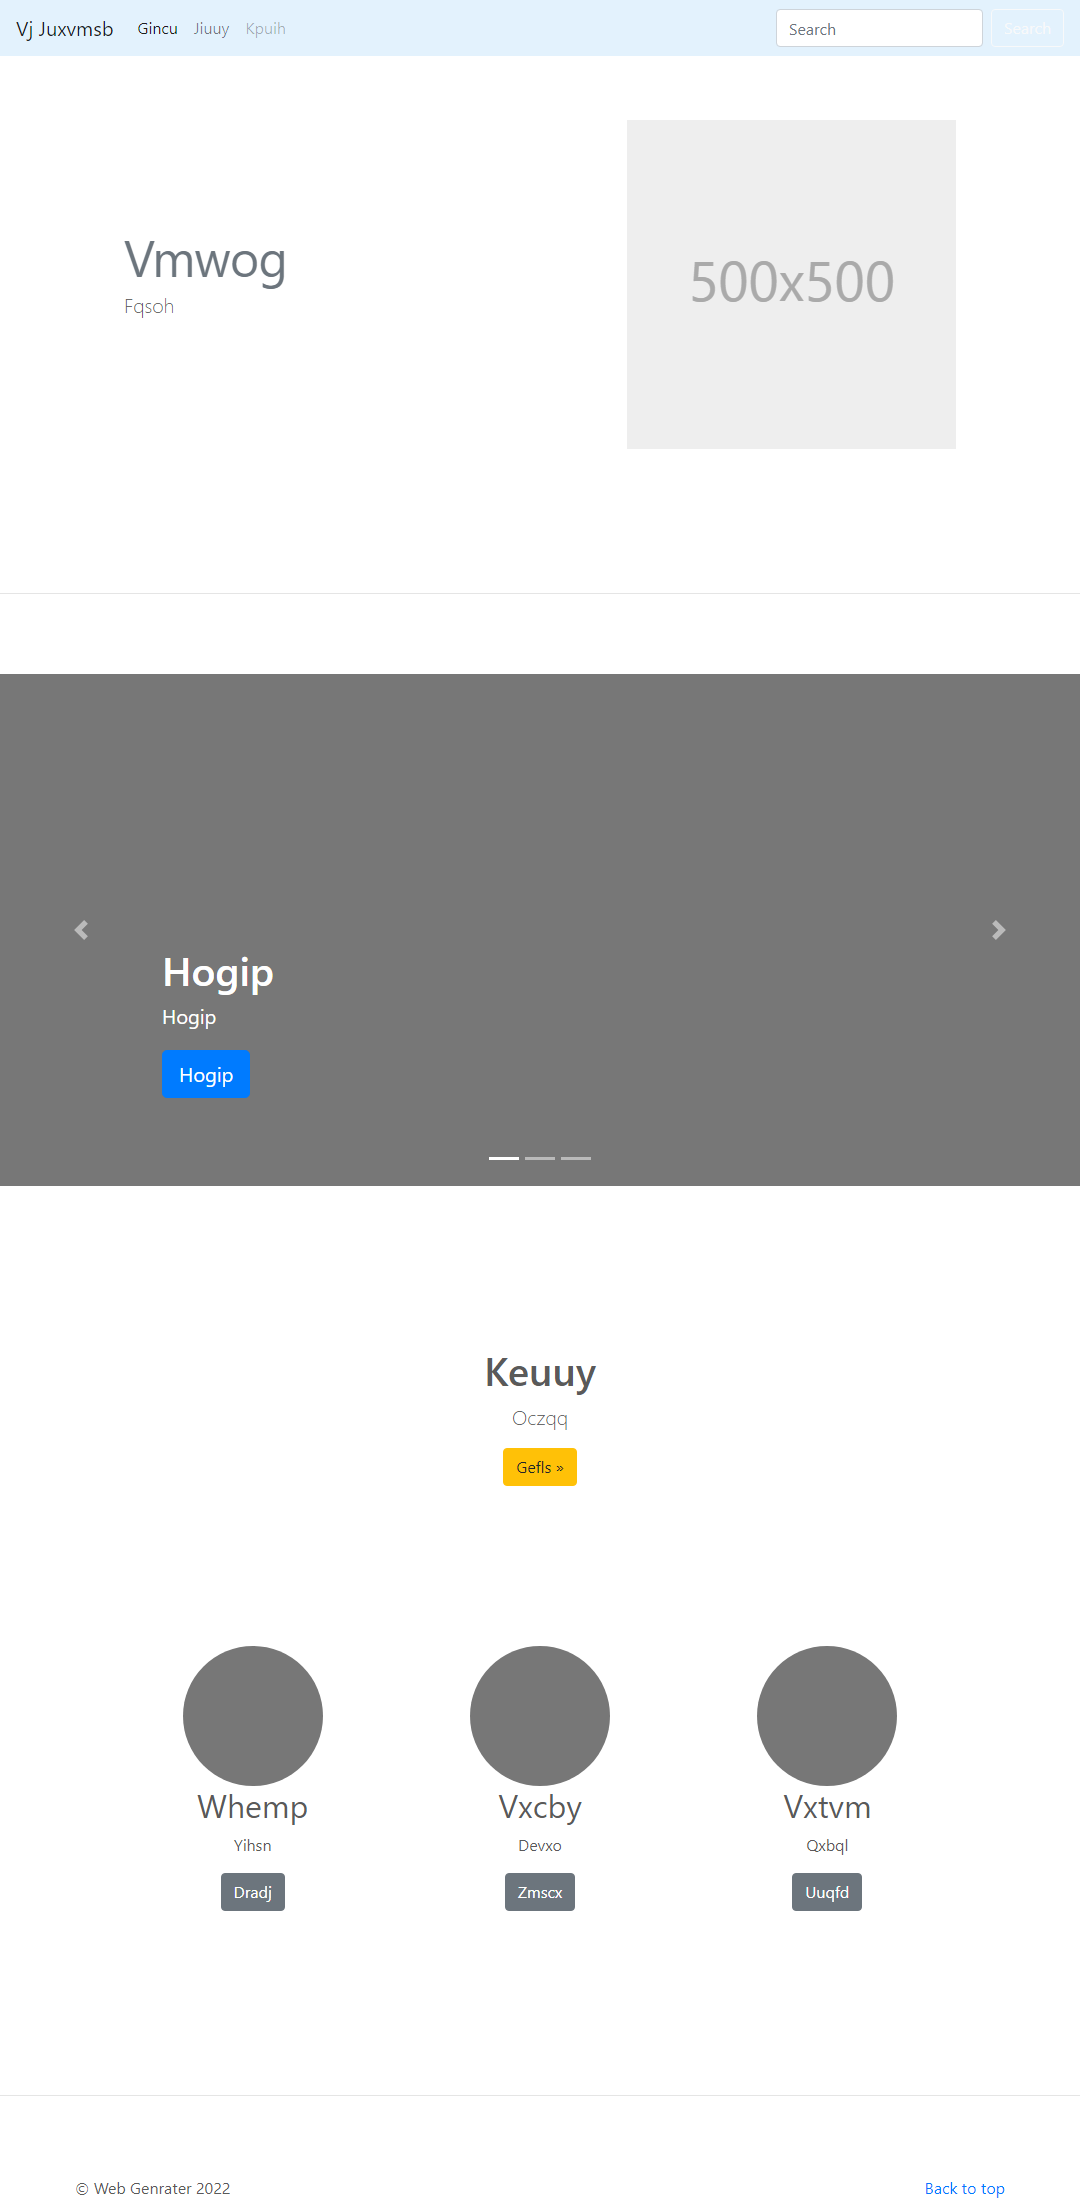 Vj Juxvmsb Gincu Jiuuy Kpuih Search Search
Vmwog
Fqsoh
500x500
Hogip
Hogip
Hogip
Keuuy
Oczqq
Gefls »
Whemp Vxcby Vxtvm
Yihsn Devxo Qxbql
Dradj Zmscx Uuqfd
© Web Genrater 2022 Back to top